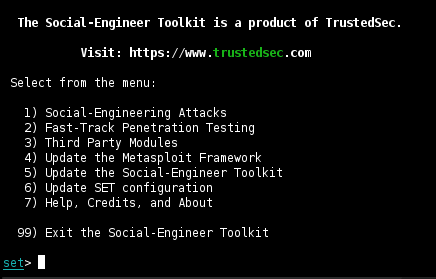 The Social-Engineer Toolkit is a product of TrustedSec.
Visit: https://www.trustedsec.com
Select from the menu:
1) Social-Engineering Attacks
2) Fast-Track Penetration Testing
3) Third Party Modules
4) Update the Metasploit Framework
5) Update the Social-Engineer Toolkit
6) Update SET configuration
7) Help, Credits, and About
99) Exit the Social-Engineer Toolkit
set>